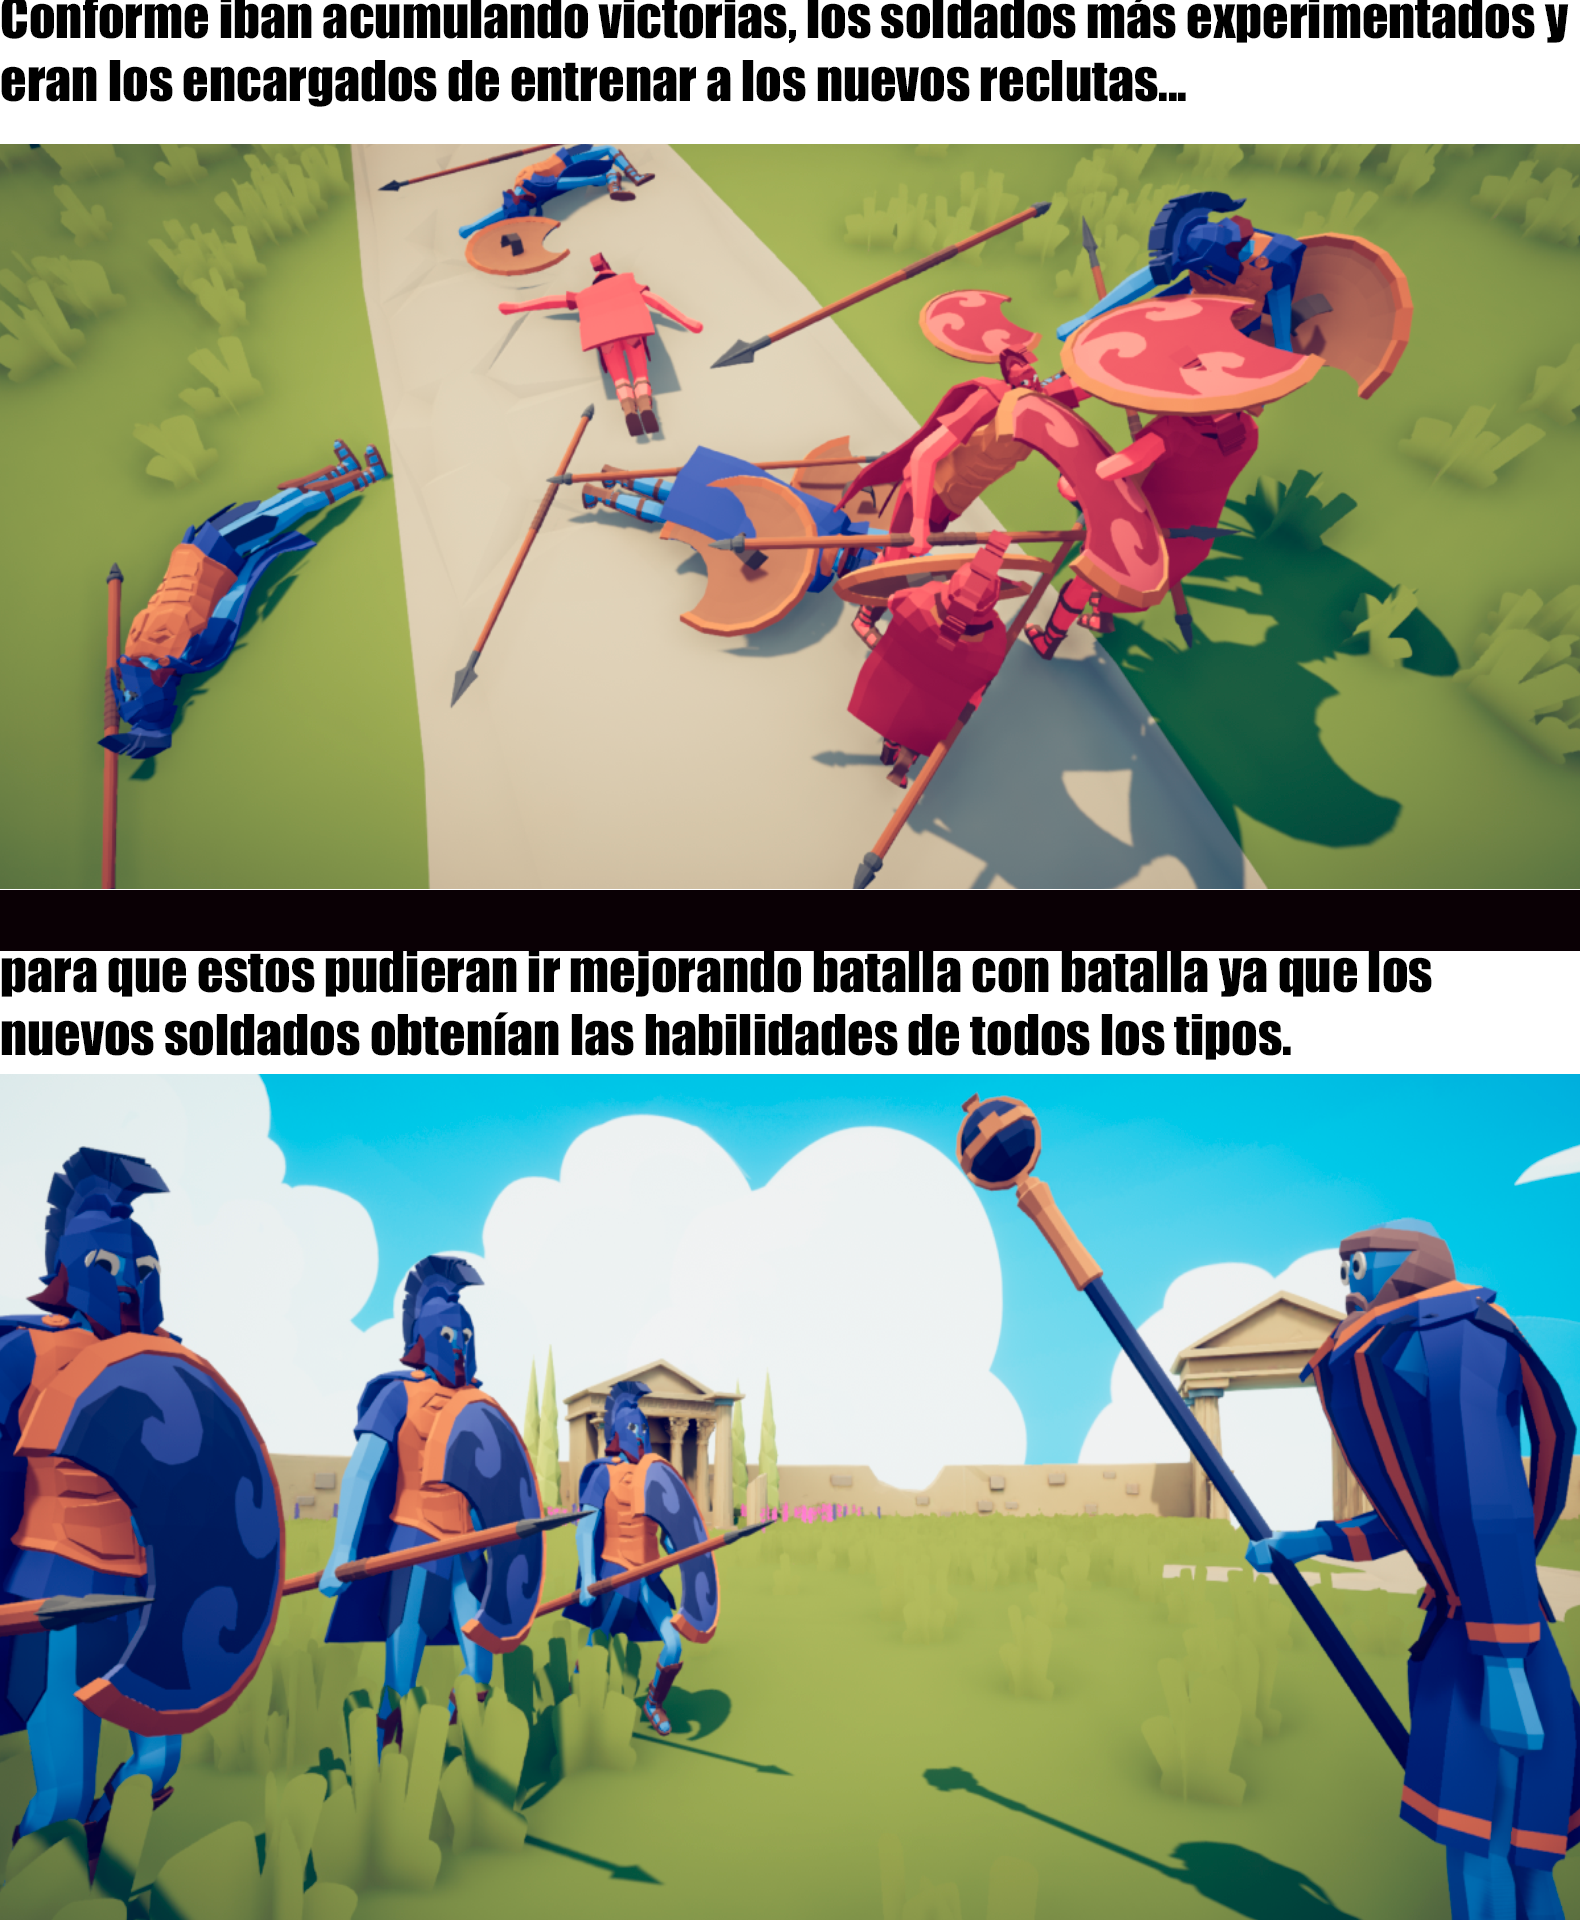 Conforme iban acumulando victorias, los soldados más experimentados y
eran los encargados de entrenar a los nuevos reclutas...
para que estos pudieran ir mejorando batalla con batalla ya que los
nuevos soldados obtenían las habilidades de todos los tipos.